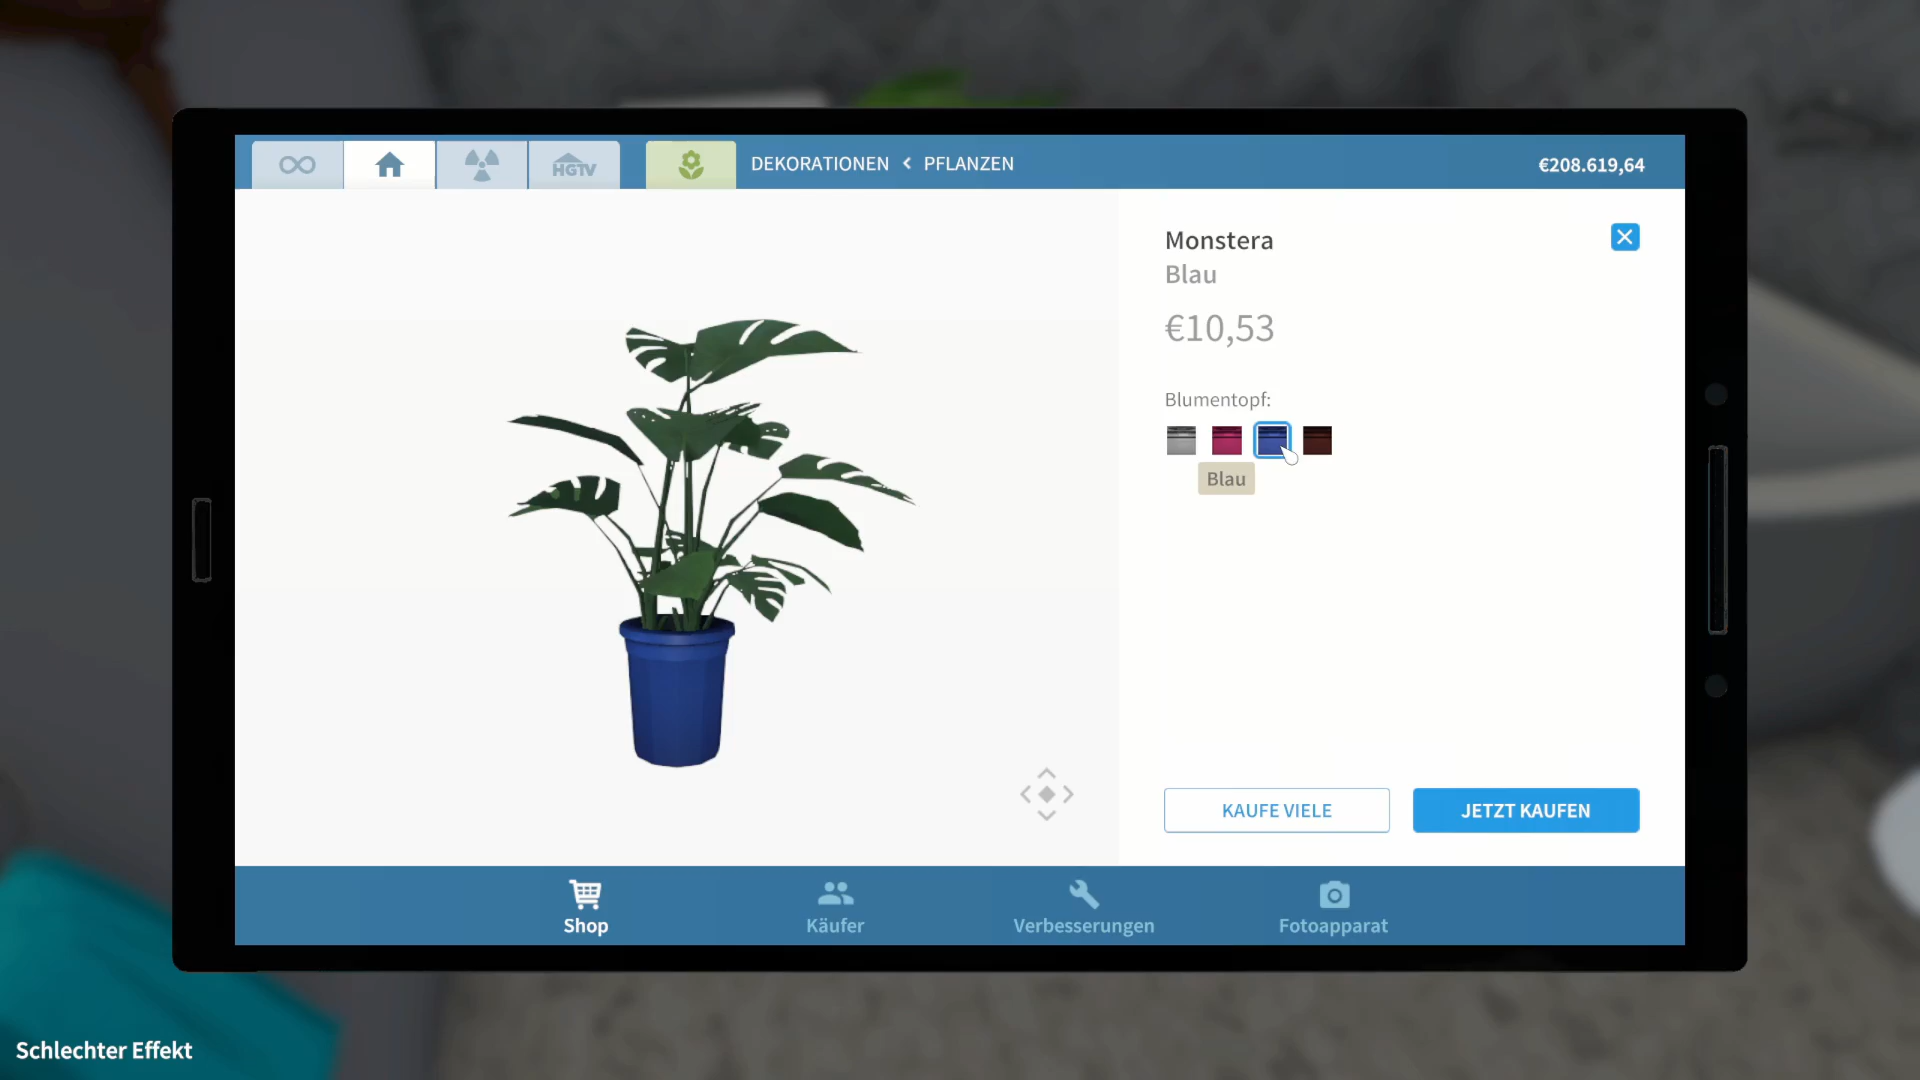 HGTV
DEKORATIONEN < PFLANZEN
€208.619,64
Monstera
Blau
€10,53
Blumentopf:
Blau
KAUFE VIELE
JETZT KAUFEN
Shop
Käufer
Verbesserungen
Fotoapparat
Schlechter Effekt